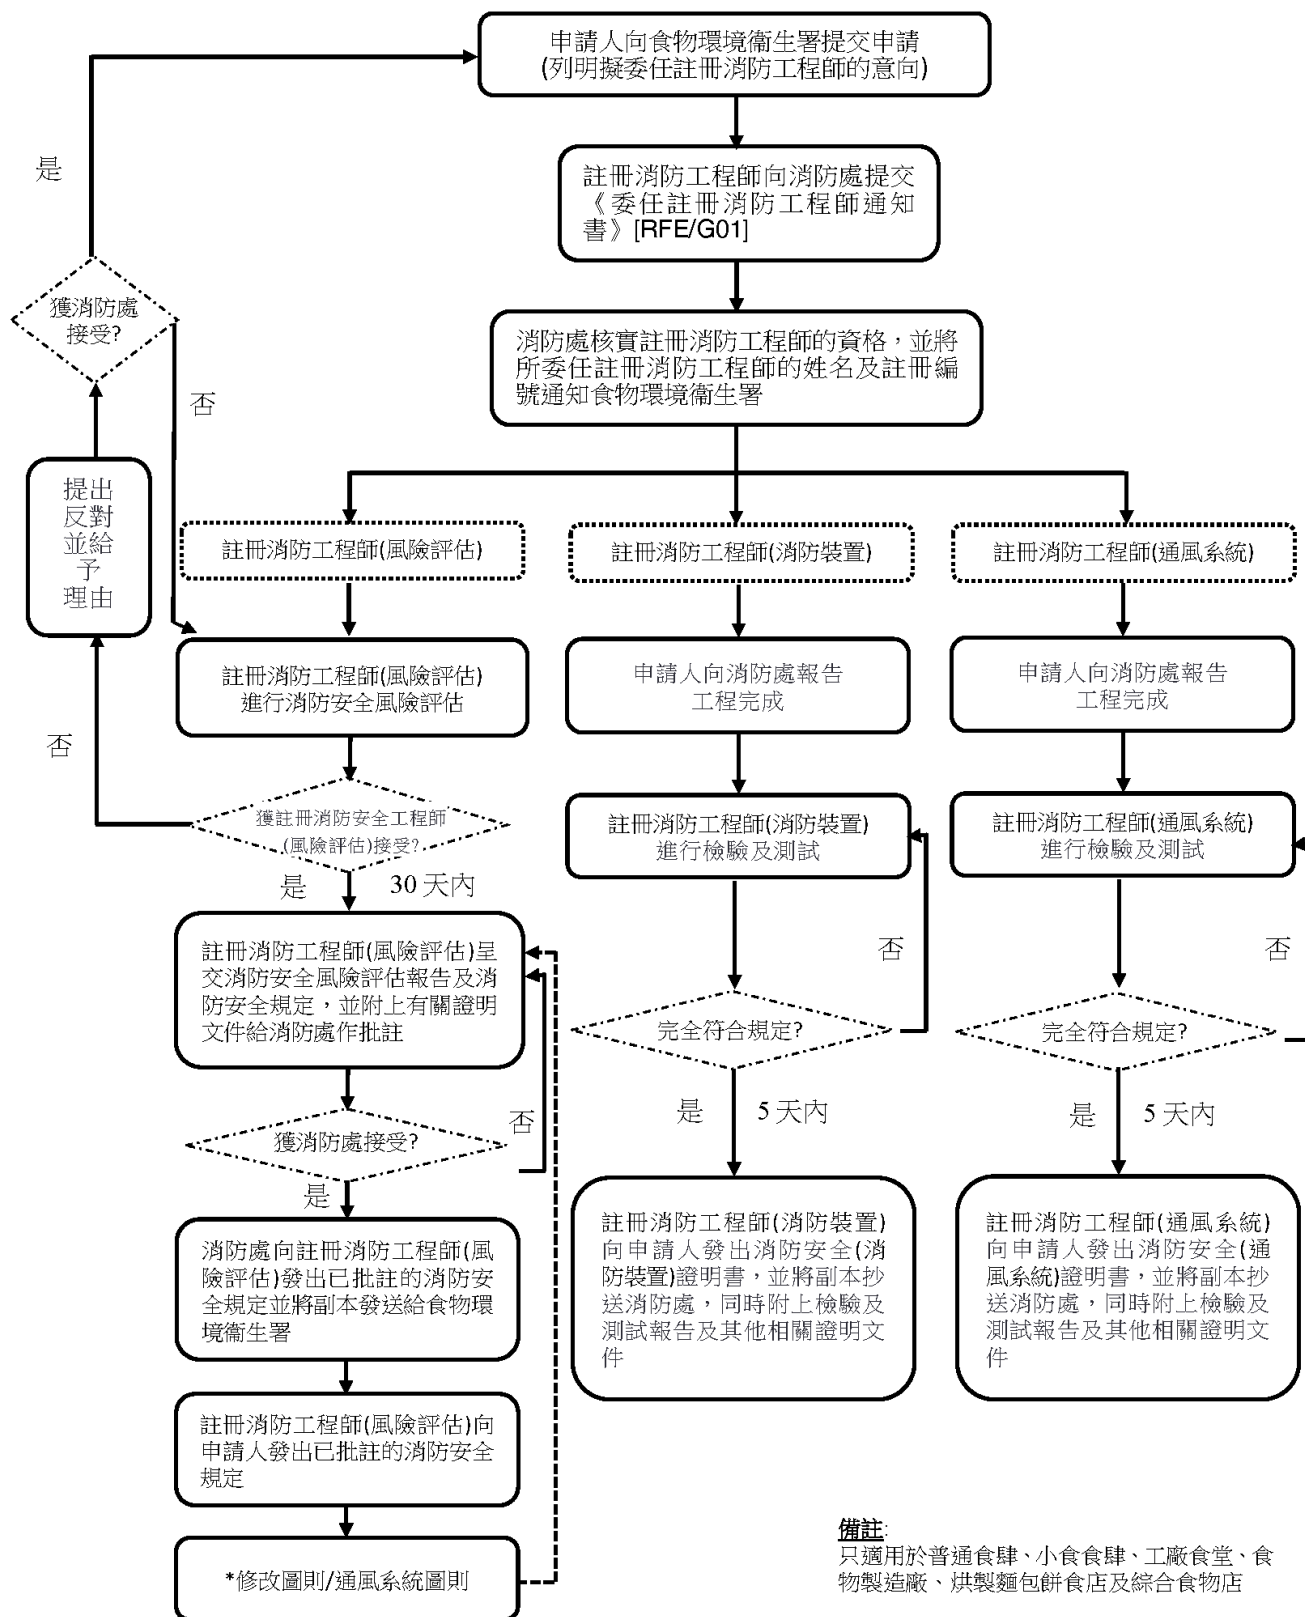 申請人向食物環境衞生署提交申請
(列明擬委任註冊消防工程師的意向)
是
註冊消防工程師向消防處提交
《委任註冊消防工程師通知
書》[RFE/G01]
獲消防處
接受?
否
消防處核實註冊消防工程師的資格，並將
所委任註冊消防工程師的姓名及註冊編
號通知食物環境衞生署
提出
反對
並給
予
理由
註冊消防工程師(風險評估)
註冊消防工程師(消防裝置)
註冊消防工程師(通風系統)
註冊消防工程師(風險評估)
進行消防安全風險評估
申請人向消防處報告
工程完成
申請人向消防處報告
工程完成
否
獲註冊消防安全工程師
(風險評估)接受?
是
30 天內
註冊消防工程師(消防裝置)
進行檢驗及測試
註冊消防工程師(通風系統)
進行檢驗及測試
否
否
註冊消防工程師(風險評估)呈
交消防安全風險評估報告及消
防安全規定，並附上有關證明
文件給消防處作批註
完全符合規定?
完全符合規定?
是
5 天內
是
5 天內
獲消防處接受?
否
是
消防處向註冊消防工程師(風
險評估)發出已批註的消防安
全規定並將副本發送給食物環
境衞生署
註冊消防工程師(消防裝置)
向申請人發出消防安全(消
防裝置)證明書，並將副本抄
送消防處，同時附上檢驗及
測試報告及其他相關證明文
件
註冊消防工程師(通風系統)
向申請人發出消防安全(通
風系統)證明書，並將副本抄
送消防處，同時附上檢驗及
測試報告及其他相關證明文
件
註冊消防工程師(風險評估)向
申請人發出已批註的消防安全
規定
*修改圖則/通風系統圖則
備註:
只適用於普通食肆、小食食肆、工廠食堂、食
物製造廠、烘製麵包餅食店及綜合食物店